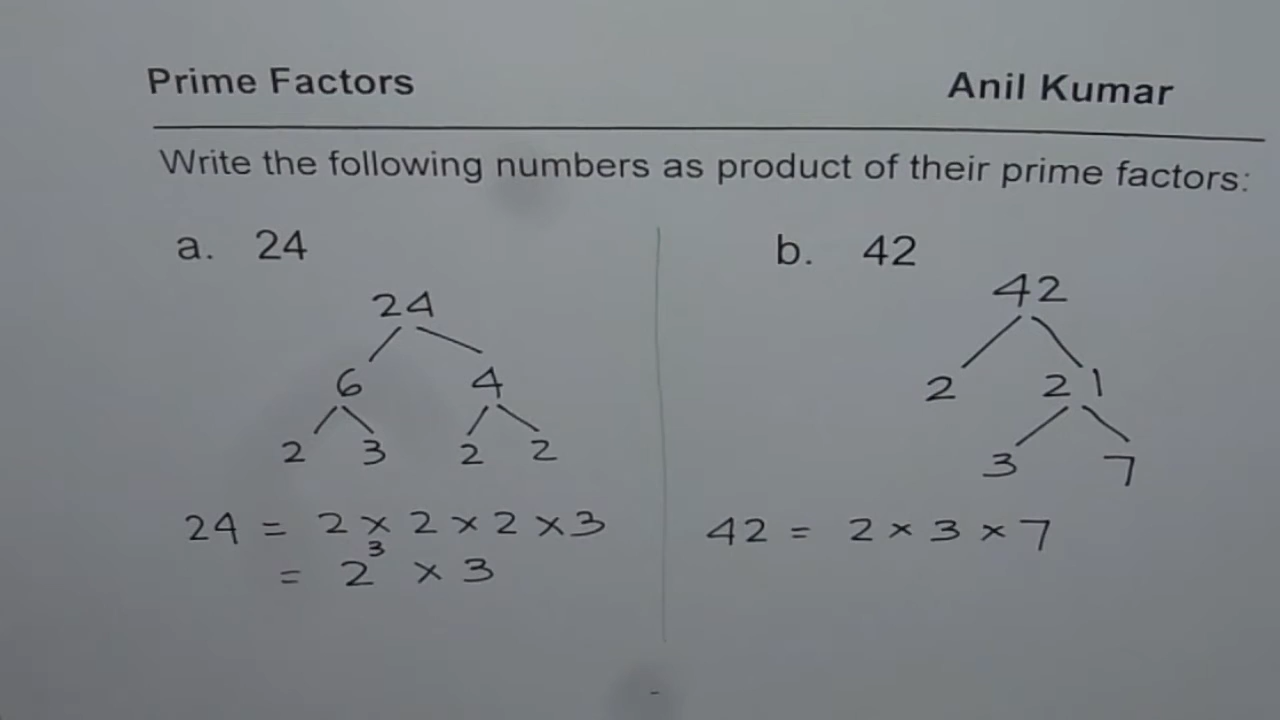 Prime Factors Anil Kumar
Write the following numbers as product of their prime factors:
a. 24
24
6 4
2 3 2 2
24 = 2 × 2 × 2 × 3
= 2³ × 3
b. 42
42
2 21
3 7
42 = 2 × 3 × 7